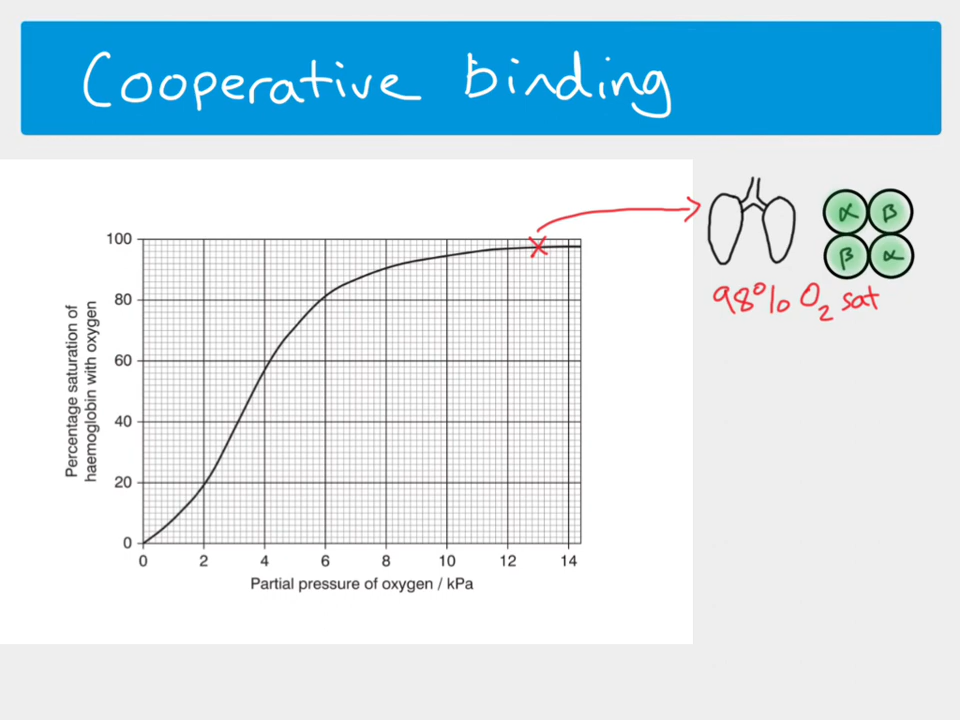 Cooperative binding
α β
β α
98% O₂ sat
Percentage saturation of
haemoglobin with oxygen
100
80
60
40
20
0
0 2 4 6 8 10 12 14
Partial pressure of oxygen / kPa